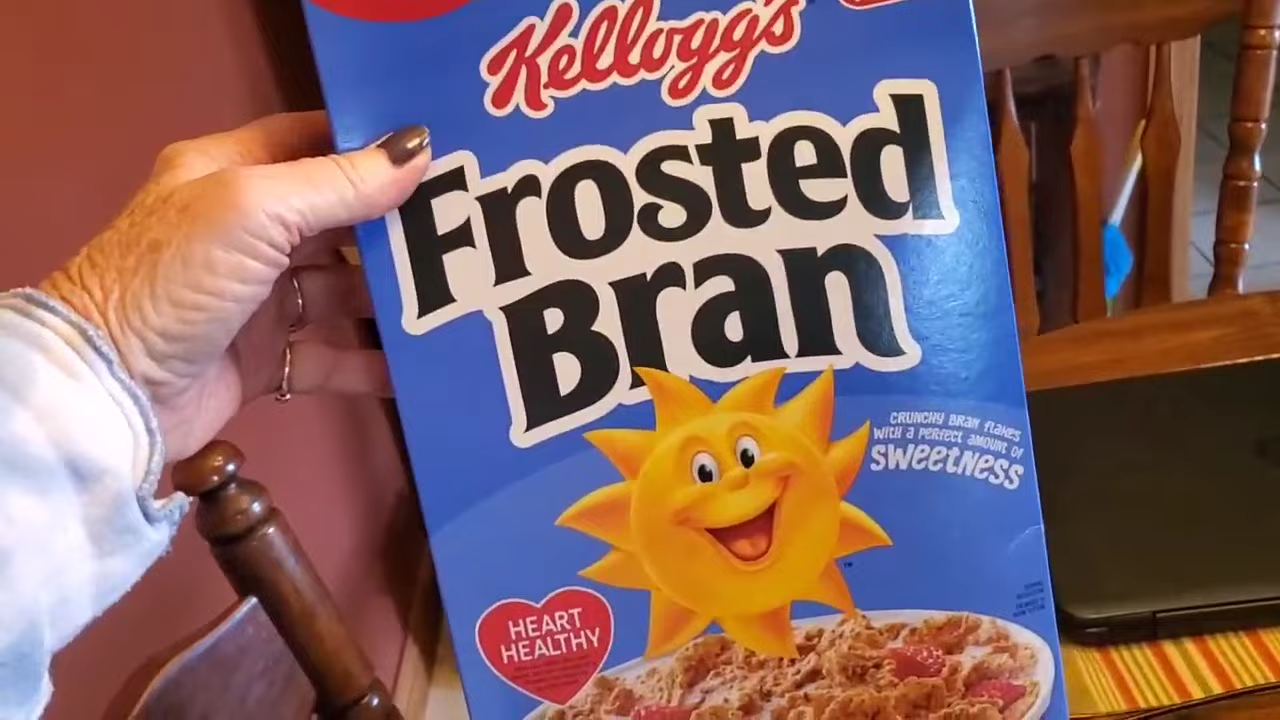 Kellogg's
Frosted
Bran
CRUNCHY BRAN FLAKES
WITH A PERFECT AMOUNT OF
SWEETNESS
HEART
HEALTHY